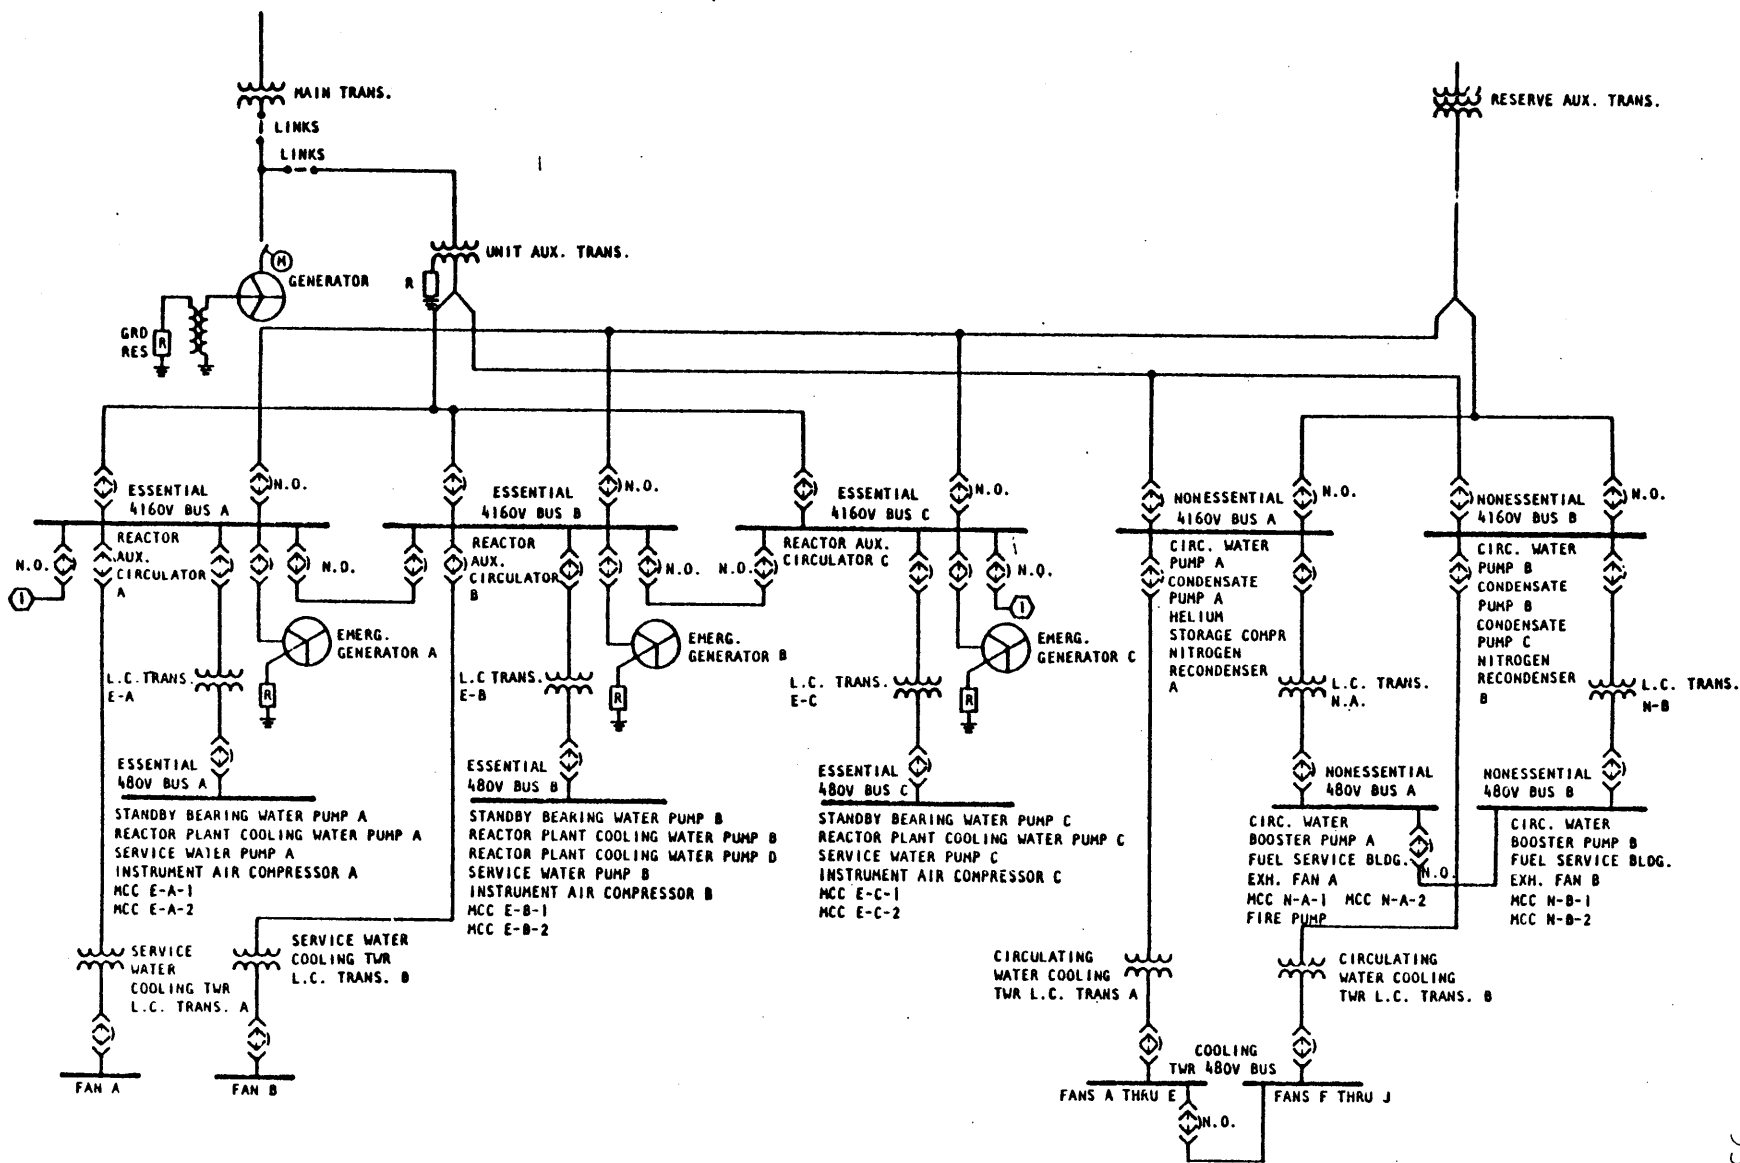 MAIN TRANS.
LINKS
LINKS
RESERVE AUX. TRANS.
UNIT AUX. TRANS.
M
GENERATOR
R
GRD
RES
R
N.O.
ESSENTIAL
4160V BUS A
N.O.
ESSENTIAL
4160V BUS B
ESSENTIAL
4160V BUS C
N.O.
NONESSENTIAL
4160V BUS A
N.O.
NONESSENTIAL
4160V BUS B
N.O.
N.O.
1
REACTOR
AUX.
CIRCULATOR
A
N.O.
REACTOR
AUX.
CIRCULATOR
B
N.O.
N.O.
REACTOR AUX.
CIRCULATOR C
N.O.
1
CIRC. WATER
PUMP A
CONDENSATE
PUMP A
HELIUM
STORAGE COMPR
NITROGEN
RECONDENSER
A
CIRC. WATER
PUMP B
CONDENSATE
PUMP B
CONDENSATE
PUMP C
NITROGEN
RECONDENSER
B
EMERG.
GENERATOR A
R
EMERG.
GENERATOR B
R
EMERG.
GENERATOR C
R
L.C. TRANS.
E-A
L.C TRANS.
E-B
L.C. TRANS.
E-C
L.C. TRANS.
N.A.
L.C. TRANS.
N-B
ESSENTIAL
480V BUS A
STANDBY BEARING WATER PUMP A
REACTOR PLANT COOLING WATER PUMP A
SERVICE WATER PUMP A
INSTRUMENT AIR COMPRESSOR A
MCC E-A-1
MCC E-A-2
ESSENTIAL
480V BUS B
STANDBY BEARING WATER PUMP B
REACTOR PLANT COOLING WATER PUMP B
REACTOR PLANT COOLING WATER PUMP D
SERVICE WATER PUMP B
INSTRUMENT AIR COMPRESSOR B
MCC E-B-1
MCC E-B-2
ESSENTIAL
480V BUS C
STANDBY BEARING WATER PUMP C
REACTOR PLANT COOLING WATER PUMP C
SERVICE WATER PUMP C
INSTRUMENT AIR COMPRESSOR C
MCC E-C-1
MCC E-C-2
NONESSENTIAL
480V BUS A
CIRC. WATER
BOOSTER PUMP A
FUEL SERVICE BLDG.
EXH. FAN A
MCC N-A-1 MCC N-A-2
FIRE PUMP
N.O.
NONESSENTIAL
480V BUS B
CIRC. WATER
BOOSTER PUMP B
FUEL SERVICE BLDG.
EXH. FAN B
MCC N-B-1
MCC N-B-2
SERVICE
WATER
COOLING TWR
L.C. TRANS. A
SERVICE WATER
COOLING TWR
L.C. TRANS. B
CIRCULATING
WATER COOLING
TWR L.C. TRANS A
CIRCULATING
WATER COOLING
TWR L.C. TRANS. B
FAN A
FAN B
COOLING
TWR 480V BUS
FANS A THRU E
FANS F THRU J
N.O.